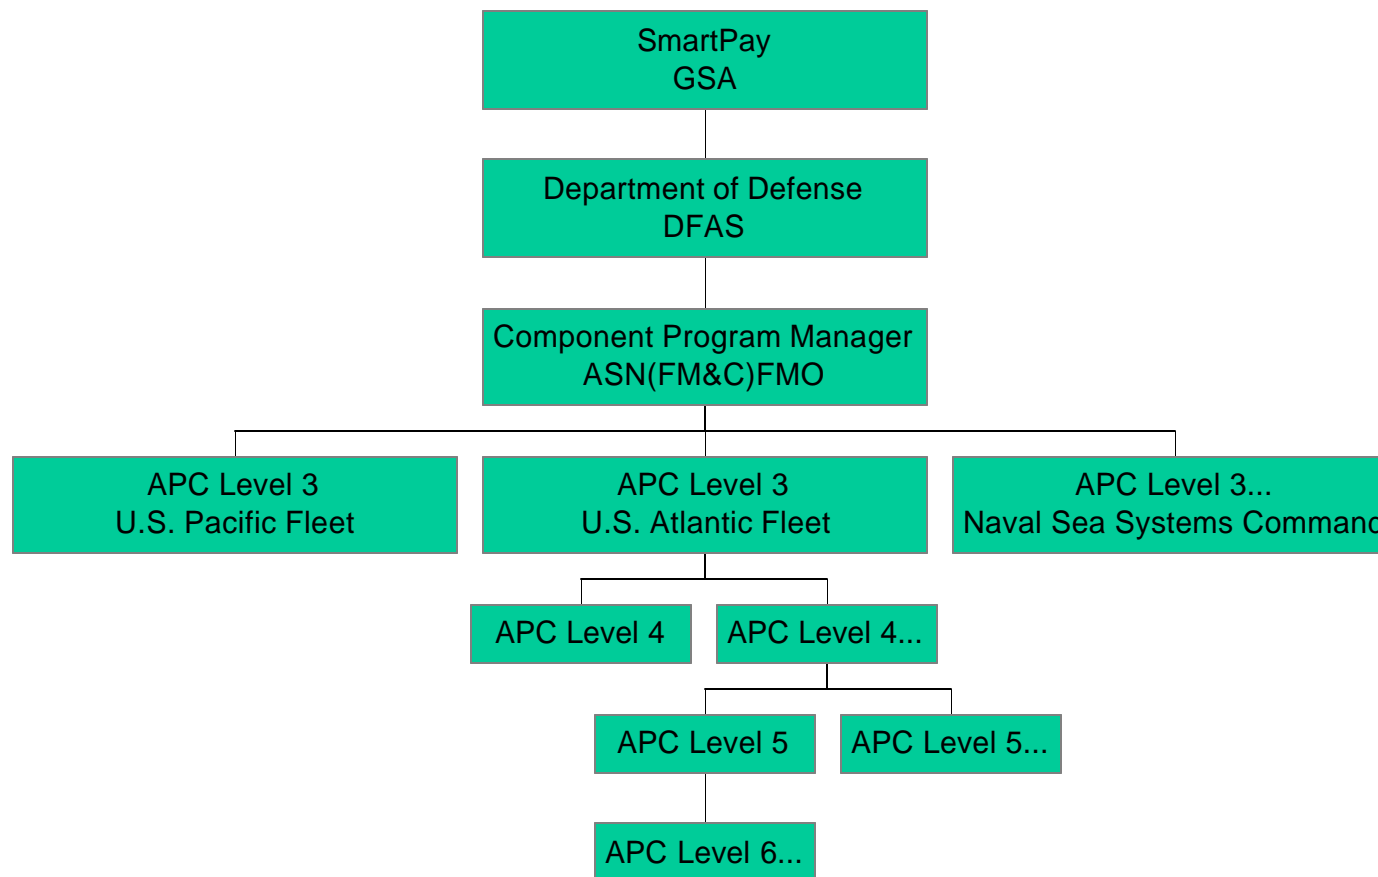 SmartPay
GSA
Department of Defense
DFAS
Component Program Manager
ASN(FM&C)FMO
APC Level 3
U.S. Pacific Fleet
APC Level 3
U.S. Atlantic Fleet
APC Level 3...
Naval Sea Systems Command
APC Level 4
APC Level 4...
APC Level 5
APC Level 5...
APC Level 6...